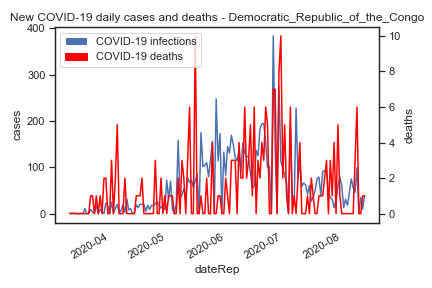 New COVID-19 daily cases and deaths - Democratic_Republic_of_the_Congo
COVID-19 infections
COVID-19 deaths
400
300
200
100
0
cases
10
8
6
4
2
0
deaths
2020-04
2020-05
2020-06
2020-07
2020-08
dateRep